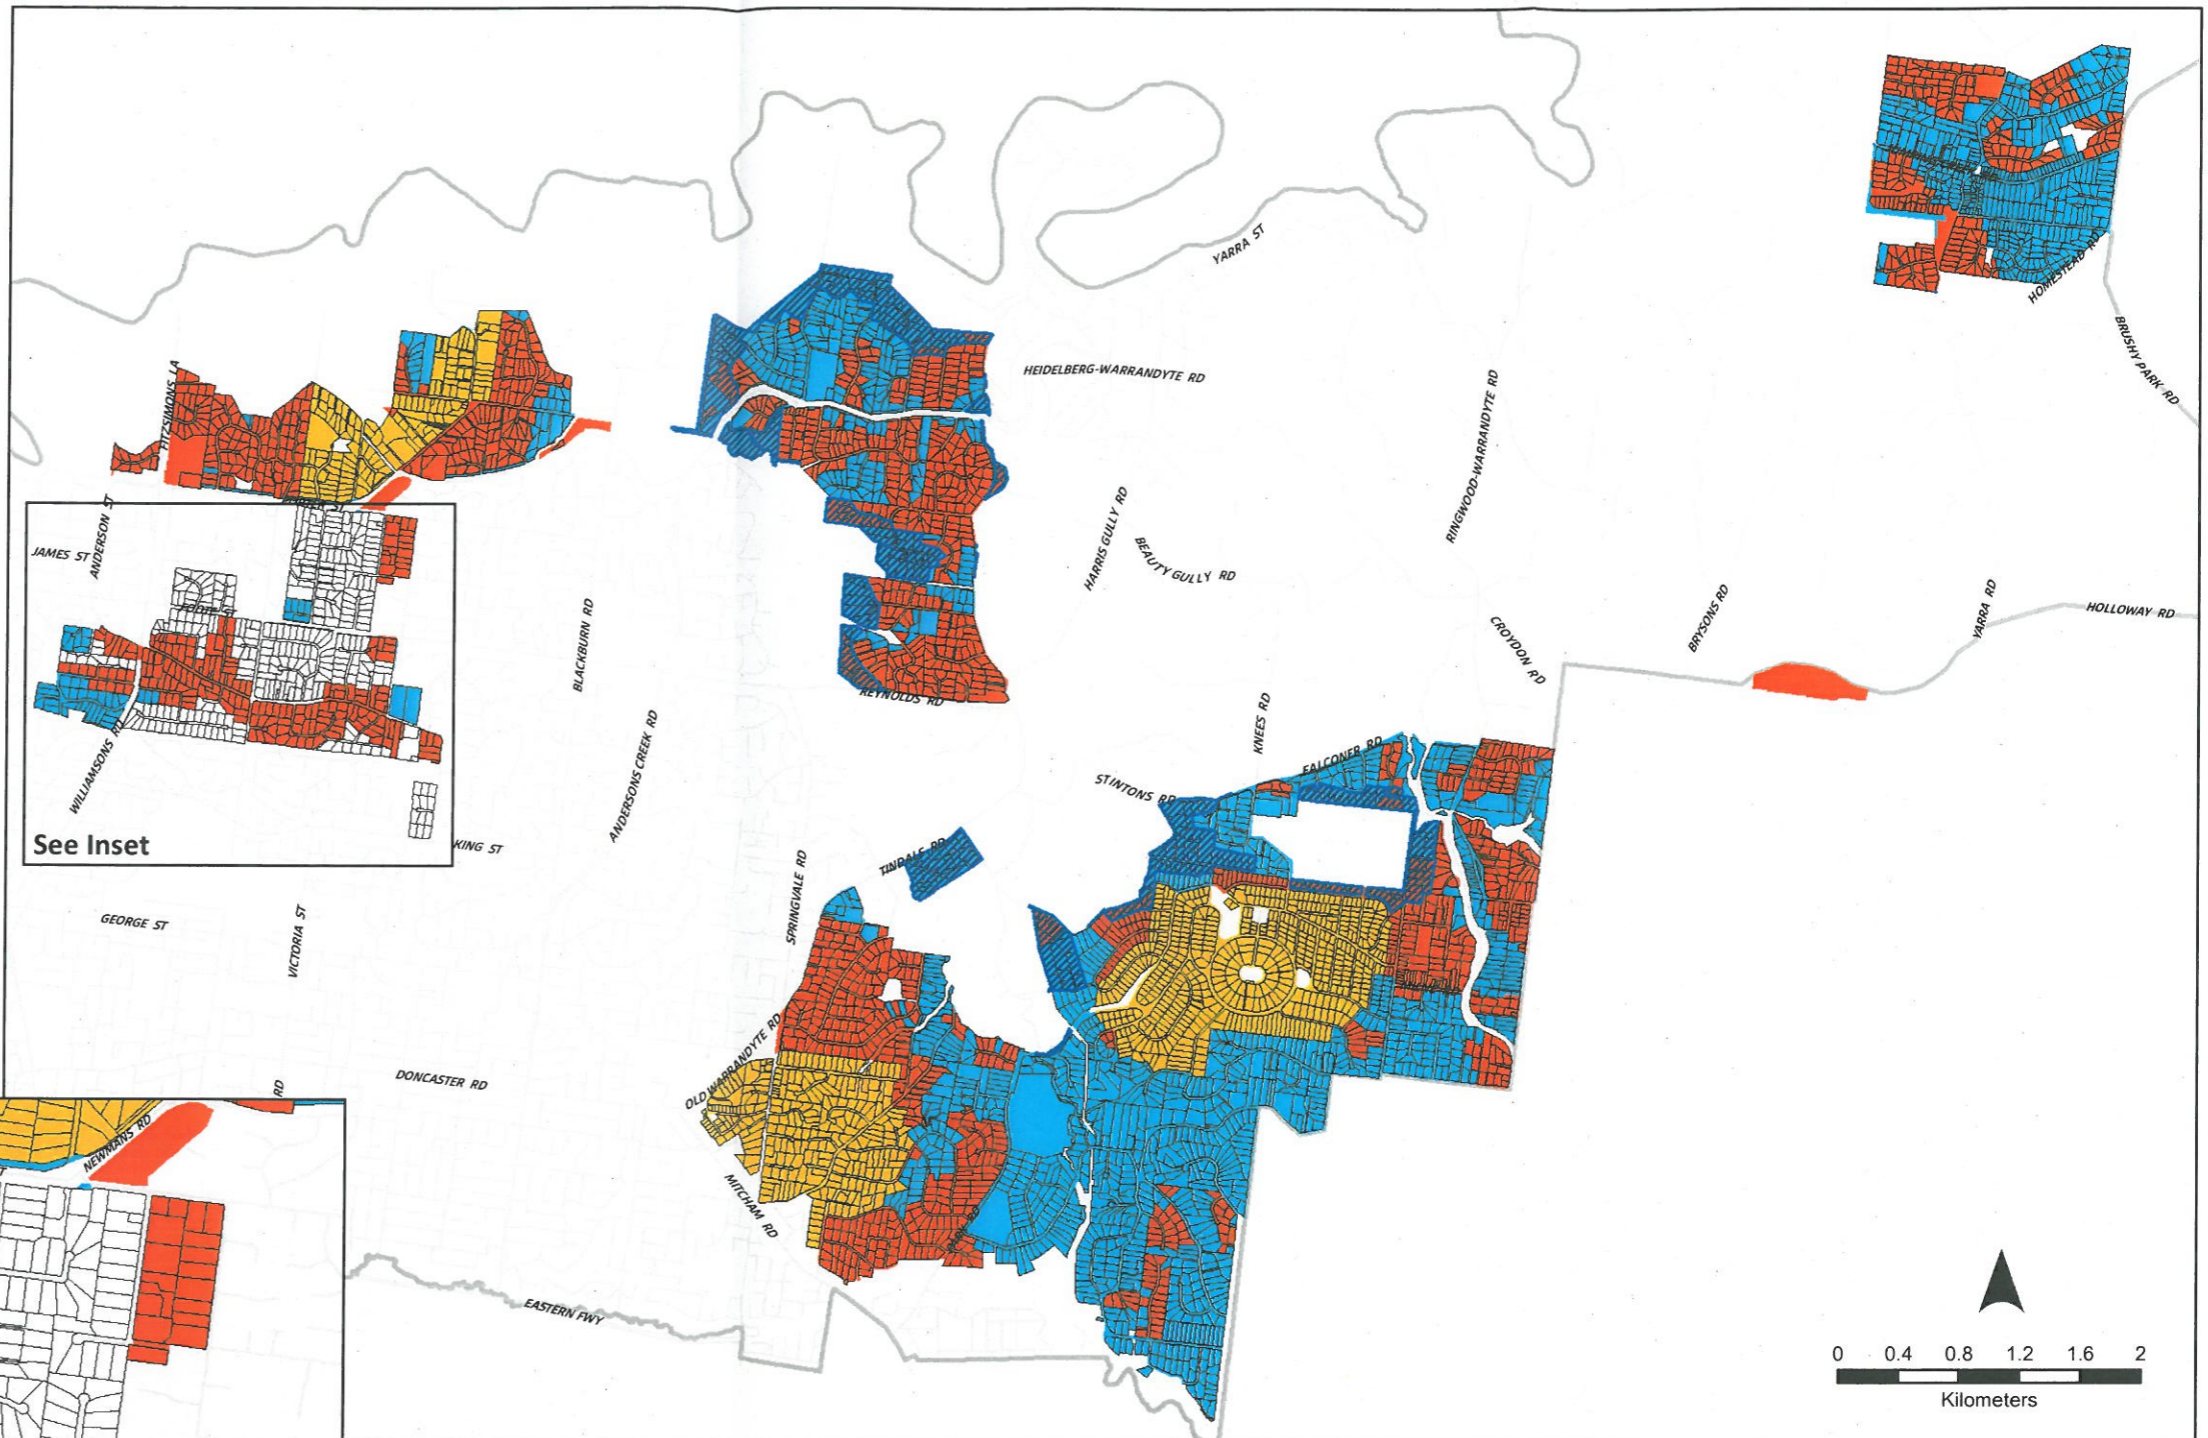 YARRA ST
HOMESTEAD RD
BRUSHY PARK RD
HEIDELBERG-WARRANDYTE RD
FITZSIMONS LA
RINGWOOD-WARRANDYTE RD
HARRIS GULLY RD
BEAUTY GULLY RD
ANDERSON ST
JAMES ST
FOOTE ST
BLACKBURN RD
BRYSONS RD
YARRA RD
HOLLOWAY RD
CROYDON RD
REYNOLDS RD
KNEES RD
FALCONER RD
STINTONS RD
WILLIAMSONS RD
ANDERSONS CREEK RD
See Inset
KING ST
TINDALS RD
SPRINGVALE RD
GEORGE ST
VICTORIA ST
OLD WARRANDYTE RD
DONCASTER RD
RD
NEWMANS RD
MITCHAM RD
PARK RD
EASTERN FWY
0 0.4 0.8 1.2 1.6 2
Kilometers